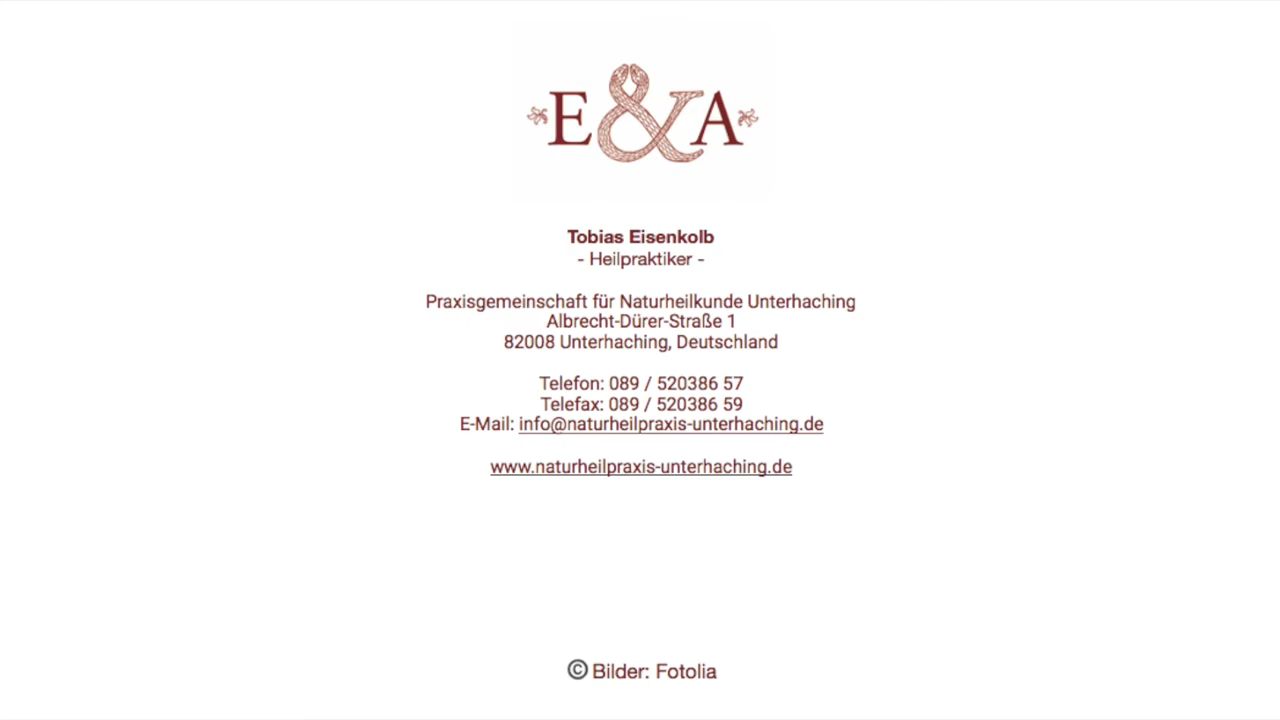 E&A
Tobias Eisenkolb
- Heilpraktiker -
Praxisgemeinschaft für Naturheilkunde Unterhaching
Albrecht-Dürer-Straße 1
82008 Unterhaching, Deutschland
Telefon: 089 / 520386 57
Telefax: 089 / 520386 59
E-Mail: info@naturheilpraxis-unterhaching.de
www.naturheilpraxis-unterhaching.de
© Bilder: Fotolia